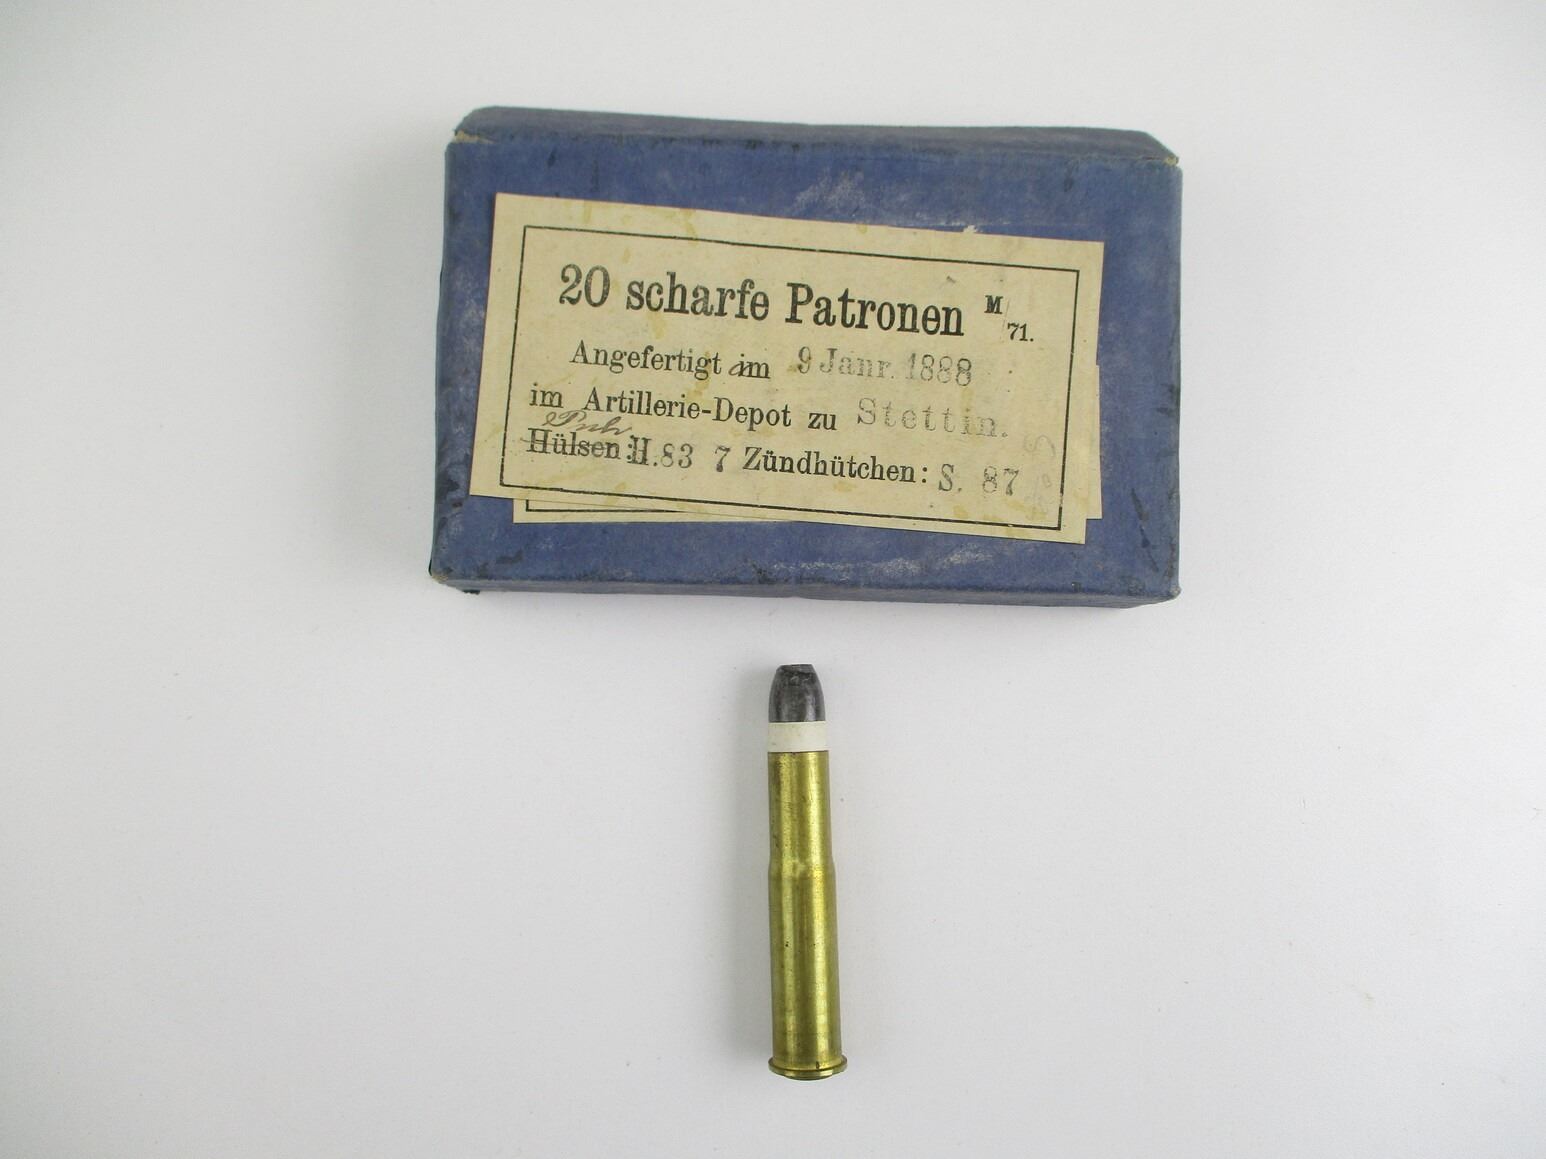 20 scharfe Patronen M/71.
Angefertigt am 9 Janr. 1888
im Artillerie-Depot zu Stettin.
Pulv
Hülsen: H.83 7 Zündhütchen: S. 87